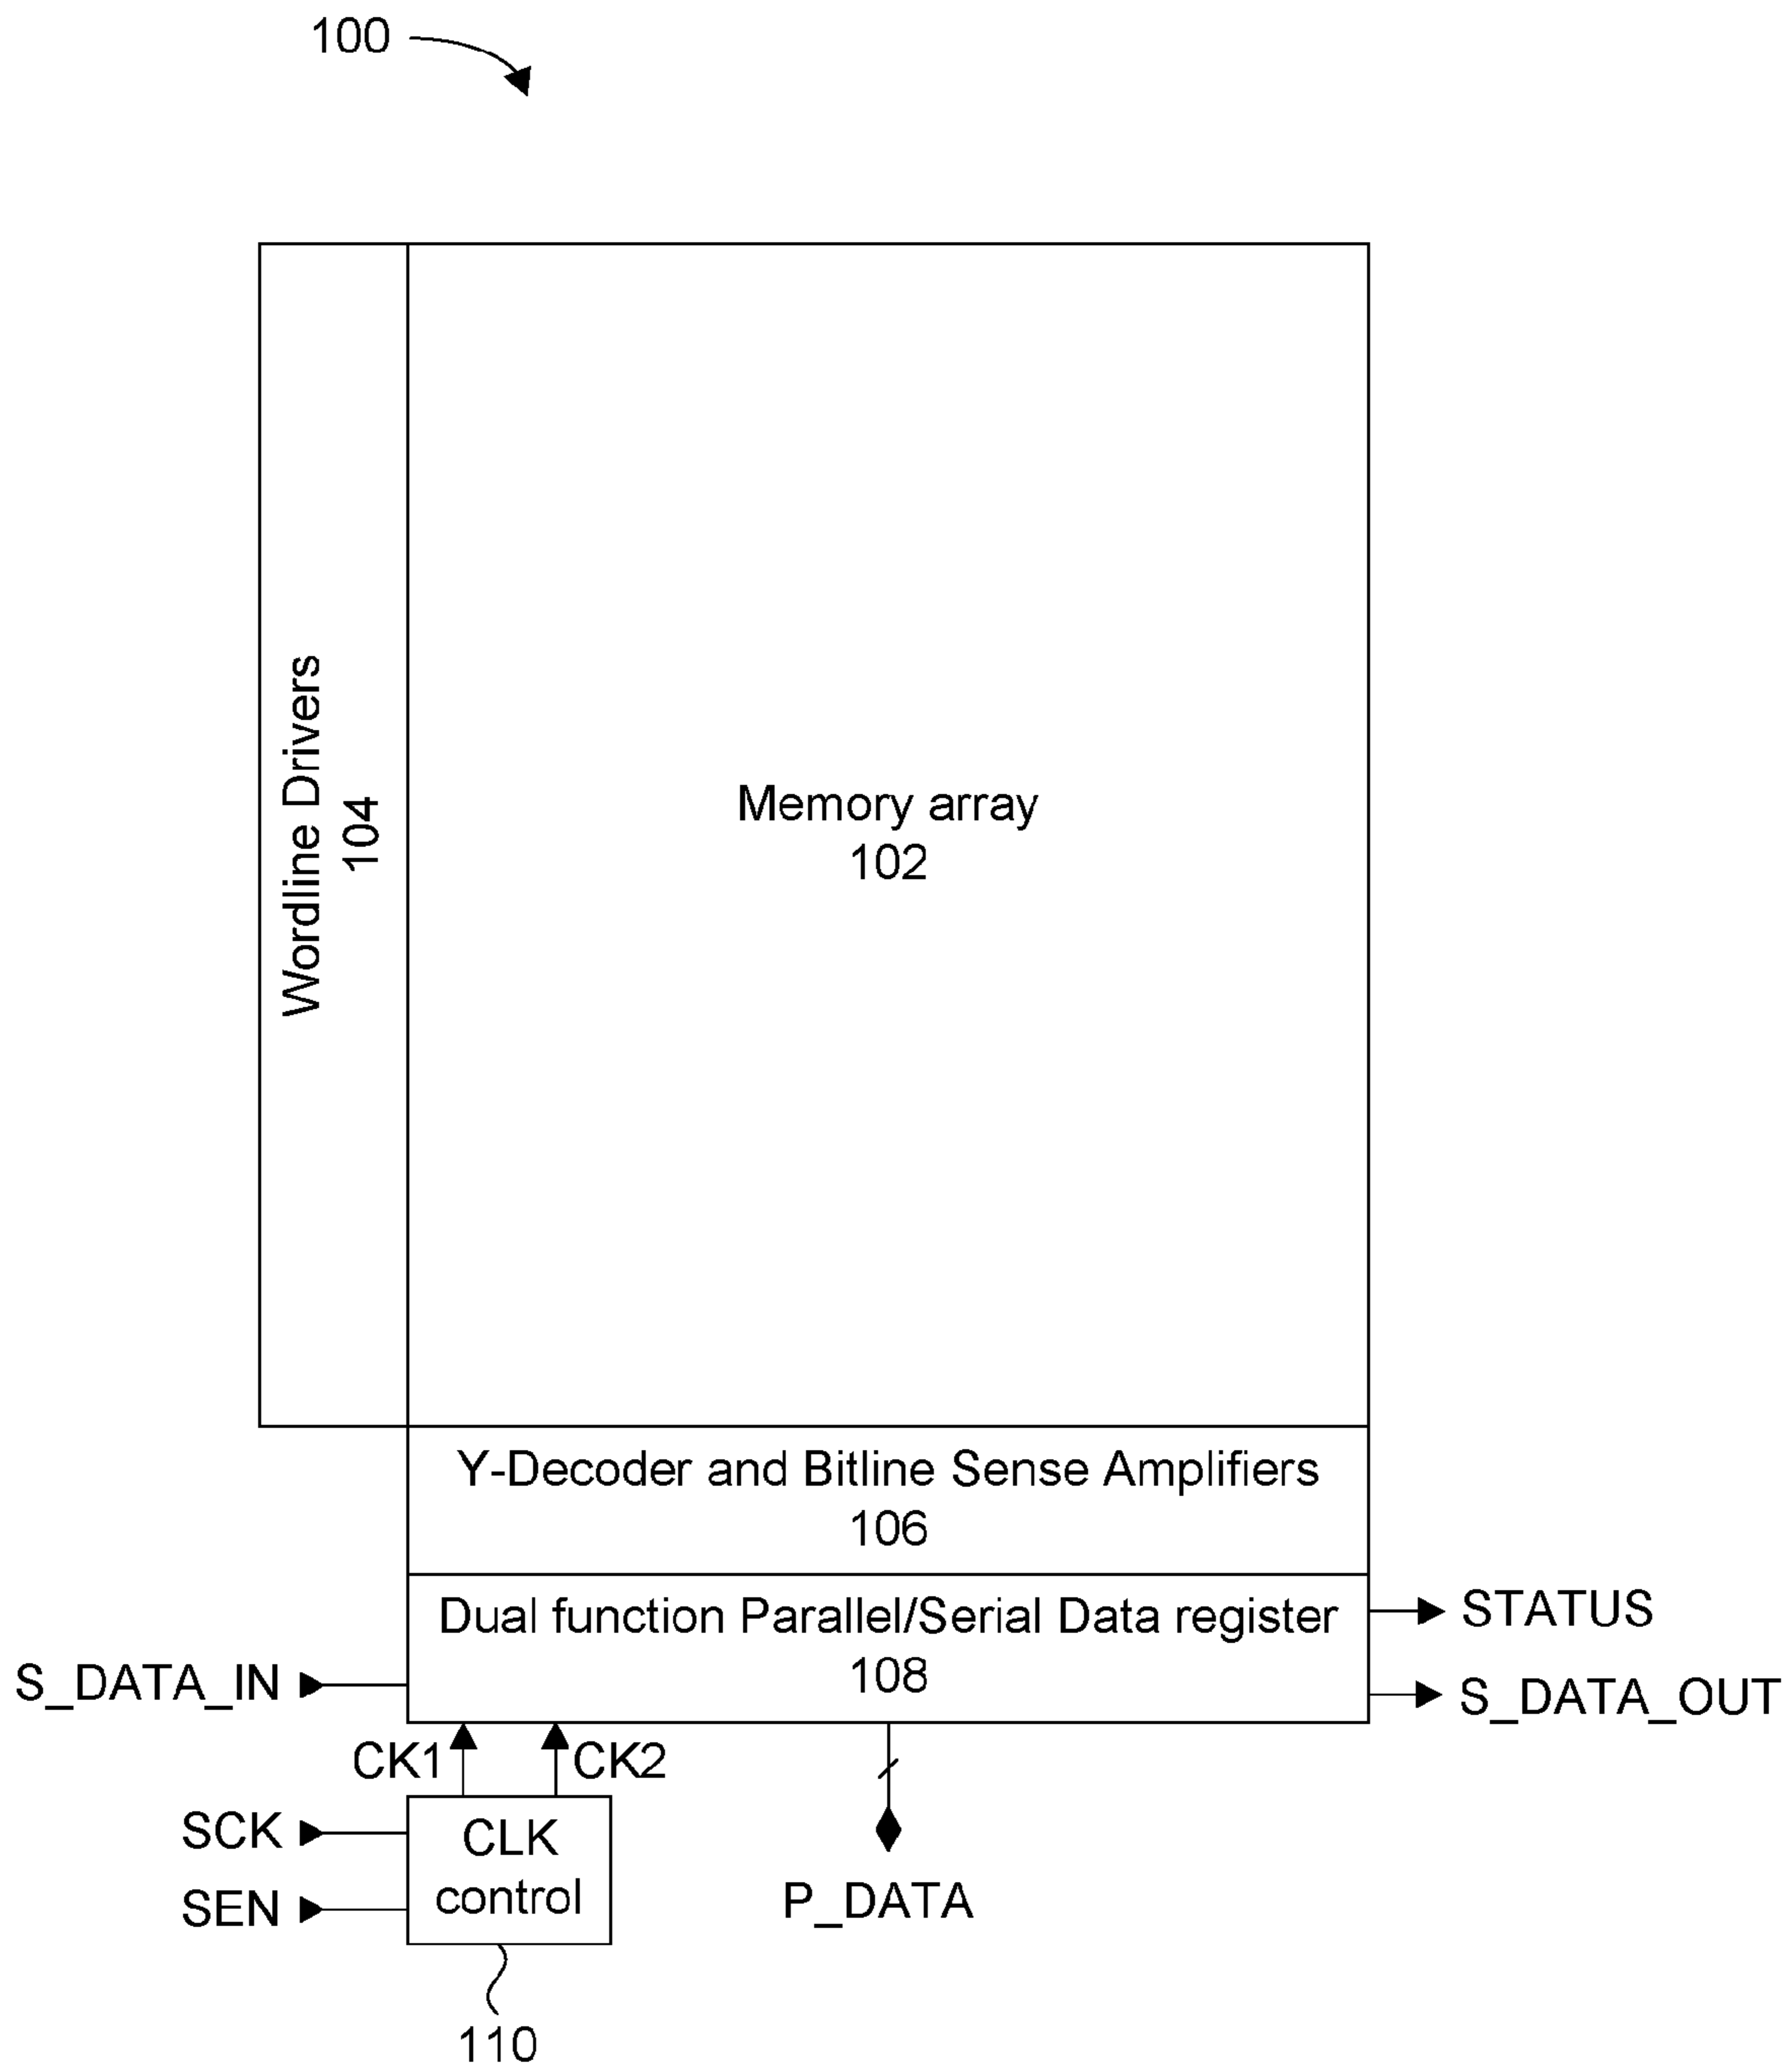 100
Wordline Drivers
104
Memory array
102
Y-Decoder and Bitline Sense Amplifiers
106
Dual function Parallel/Serial Data register
108
STATUS
S_DATA_IN
S_DATA_OUT
CK1
CK2
SCK
CLK
control
SEN
P_DATA
110